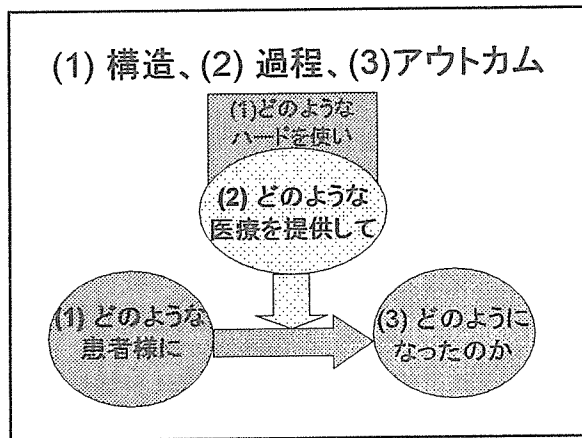 (1) 構造、(2) 過程、(3)アウトカム
(1)どのような
ハードを使い
(2) どのような
医療を提供して
(1) どのような
患者様に
(3) どのように
なったのか